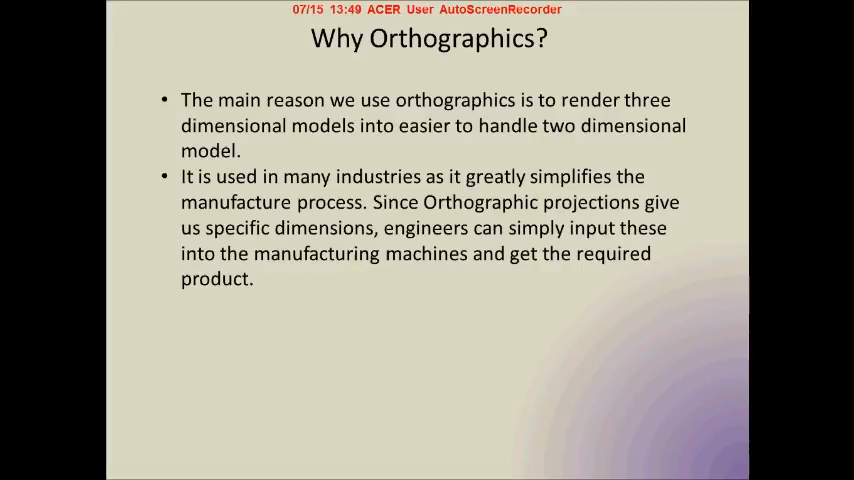 07/15 13:49 ACER User AutoScreenRecorder
Why Orthographics?
• The main reason we use orthographics is to render three
dimensional models into easier to handle two dimensional
model.
• It is used in many industries as it greatly simplifies the
manufacture process. Since Orthographic projections give
us specific dimensions, engineers can simply input these
into the manufacturing machines and get the required
product.